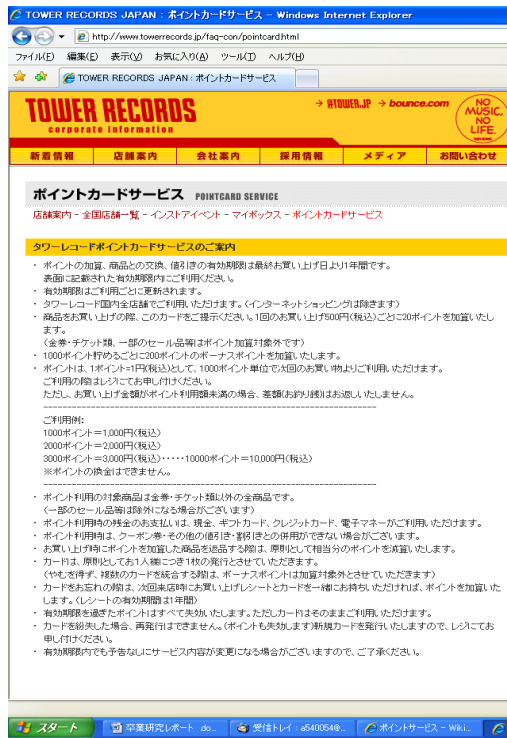 TOWER RECORDS JAPAN : ポイントカードサービス - Windows Internet Explorer
http://www.towerrecords.jp/faq-con/pointcard.html
ファイル(F) 編集(E) 表示(V) お気に入り(A) ツール(T) ヘルプ(H)
TOWER RECORDS JAPAN : ポイントカードサービス
TOWER RECORDS
corporate information
→ @TOWER.JP → bounce.com
NO MUSIC, NO LIFE.
新着情報 店舗案内 会社案内 採用情報 メディア お問い合わせ
ポイントカードサービス POINTCARD SERVICE
店舗案内 - 全国店舗一覧 - インストアイベント - マイボックス - ポイントカードサービス
タワーレコードポイントカードサービスのご案内
・ ポイントの加算、商品との交換、値引きの有効期限は最終お買い上げ日より1年間です。
表面に記載された有効期限内にご利用ください。
・ 有効期限はご利用ごとに更新されます。
・ タワーレコード国内全店舗でご利用いただけます。(インターネットショッピングは除きます)
・ 商品をお買い上げの際、このカードをご提示ください。1回のお買い上げ500円(税込)ごとに20ポイントを加算いたし
ます。
(金券・チケット類、一部のセール品等はポイント加算対象外です)
・ 1000ポイント貯めるごとに200ポイントのボーナスポイントを加算いたします。
・ ポイントは、1ポイント=1円(税込)として、1000ポイント単位で次回のお買い物よりご利用いただけます。
ご利用の際はレジにてお申し付けください。
ただし、お買い上げ金額がポイント利用額未満の場合、差額(お釣り銭)はお返しいたしません。
ご利用例:
1000ポイント=1,000円(税込)
2000ポイント=2,000円(税込)
3000ポイント=3,000円(税込)・・・・・10000ポイント=10,000円(税込)
※ポイントの換金はできません。
・ ポイント利用の対象商品は金券・チケット類以外の全商品です。
(一部のセール品等は除外になる場合がございます)
・ ポイント利用時の残金のお支払いは、現金、ギフトカード、クレジットカード、電子マネーがご利用いただけます。
・ ポイント利用時は、クーポン券・その他の値引き・割引きとの併用ができない場合がございます。
・ お買い上げ時にポイントを加算した商品を返品する際は、原則として相当分のポイントを減算いたします。
・ カードは、原則としてお1人様につき1枚の発行とさせていただきます。
(やむを得ず、複数のカードを統合する際は、ボーナスポイントは加算対象外とさせていただきます)
・ カードをお忘れの際は、次回来店時にお買い上げレシートとカードを一緒にお持ちいただければ、ポイントを加算いた
します。(レシートの有効期間は1年間)
・ 有効期限を過ぎたポイントはすべて失効いたします。ただしカードはそのままご利用いただけます。
・ カードを紛失した場合、再発行はできません。(ポイントも失効します)新規カードを発行いたしますので、レジにてお
申し付けください。
・ 有効期限内でも予告なしにサービス内容が変更になる場合がございますので、ご了承ください。
スタート 卒業研究レポート .do... 受信トレイ : a540054@... ポイントサービス - Wiki...